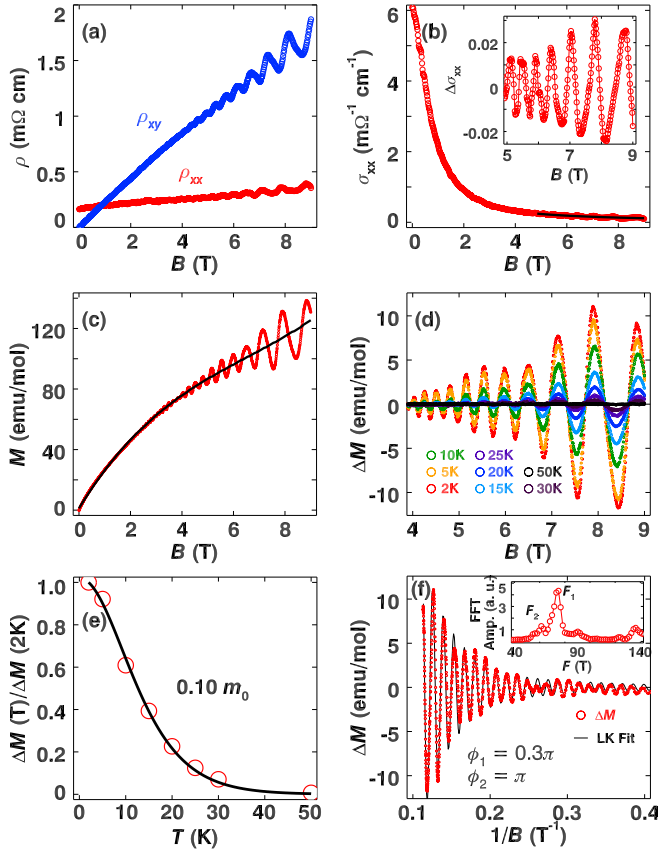 (a)
ρ (mΩ cm)
2
1.5
1
0.5
0
ρxy
ρxx
0 2 4 6 8
B (T)
(b)
σxx (mΩ-1 cm-1)
6
5
4
3
2
1
0
Δσxx
0.02
0
-0.02
5 7 9
B (T)
0 2 4 6 8
B (T)
(c)
M (emu/mol)
120
80
40
0
0 2 4 6 8
B (T)
(d)
ΔM (emu/mol)
10
5
0
-5
-10
10K 25K
5K 20K 50K
2K 15K 30K
4 5 6 7 8 9
B (T)
(e)
ΔM (T)/ΔM (2K)
1.0
0.8
0.6
0.4
0.2
0.0
0.10 m0
0 10 20 30 40 50
T (K)
(f)
ΔM (emu/mol)
10
5
0
-5
-10
FFT
Amp. (a. u.)
5
4
3
2
1
F1
F2
40 90 140
F (T)
ΔM
LK Fit
ϕ1 = 0.3π
ϕ2 = π
0.1 0.2 0.3 0.4
1/B (T-1)